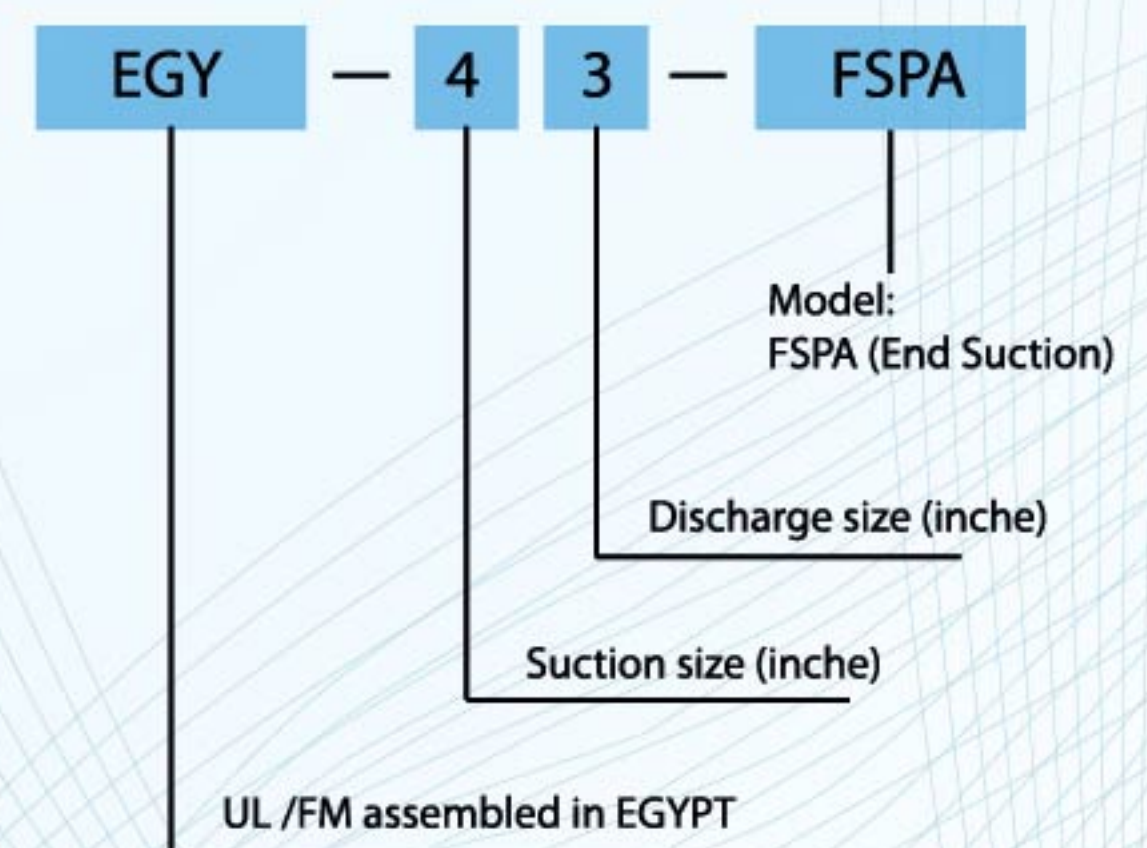 EGY — 4 3 — FSPA
Model:
FSPA (End Suction)
Discharge size (inche)
Suction size (inche)
UL /FM assembled in EGYPT